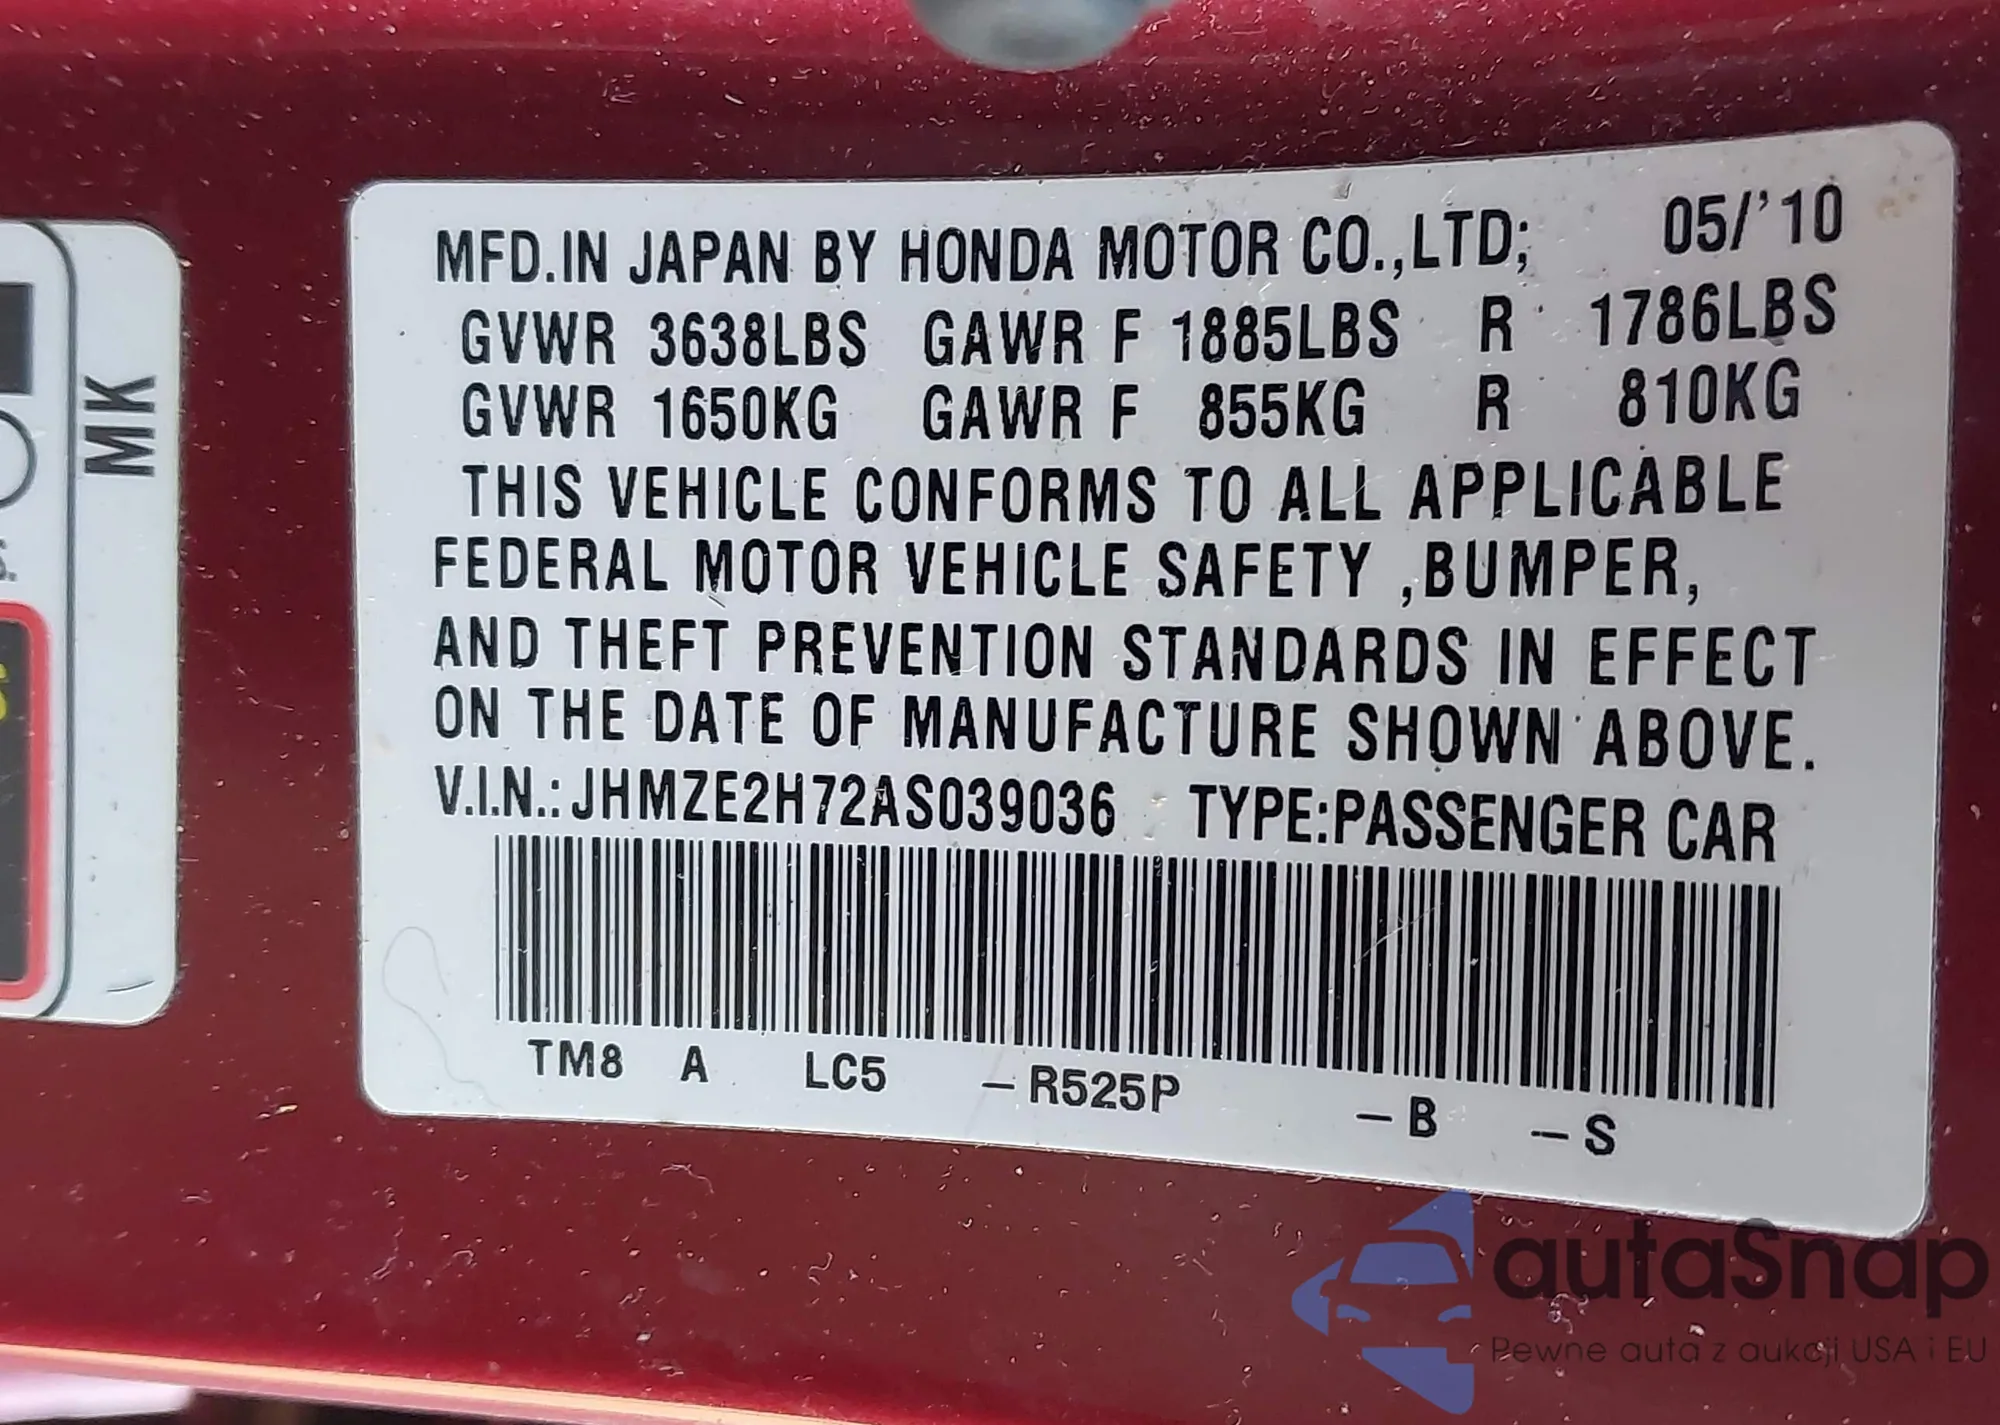 MFD.IN JAPAN BY HONDA MOTOR CO.,LTD; 05/'10
GVWR 3638LBS GAWR F 1885LBS R 1786LBS
GVWR 1650KG GAWR F 855KG R 810KG
THIS VEHICLE CONFORMS TO ALL APPLICABLE
FEDERAL MOTOR VEHICLE SAFETY ,BUMPER,
AND THEFT PREVENTION STANDARDS IN EFFECT
ON THE DATE OF MANUFACTURE SHOWN ABOVE.
V.I.N.:JHMZE2H72AS039036 TYPE:PASSENGER CAR
TM8 A LC5 –R525P –B –S
MK
autaSnap
Pewne auta z aukcji USA i EU